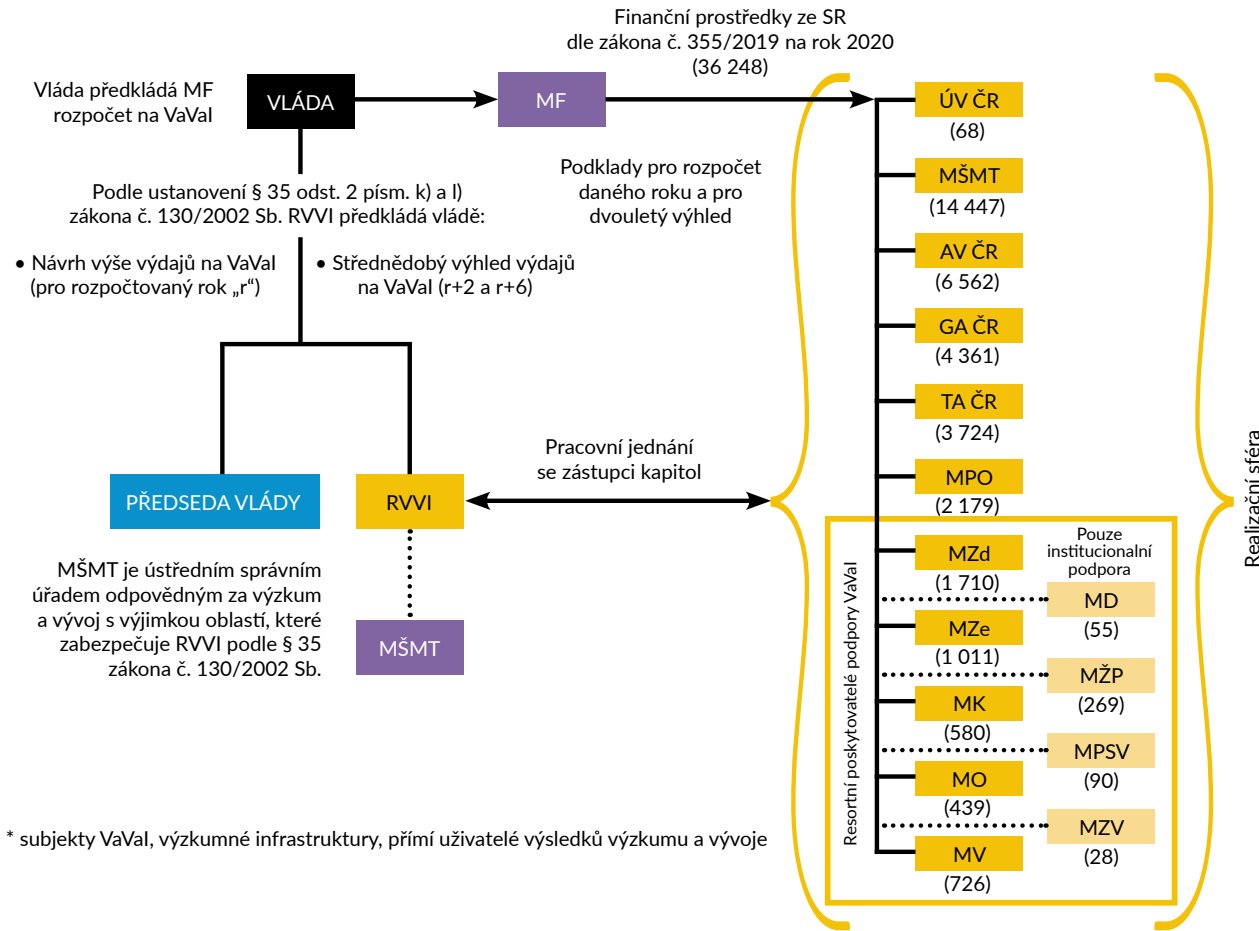 Finanční prostředky ze SR
dle zákona č. 355/2019 na rok 2020
(36 248)
Vláda předkládá MF
rozpočet na VaVaI
VLÁDA
MF
Podklady pro rozpočet
daného roku a pro
dvouletý výhled
Podle ustanovení § 35 odst. 2 písm. k) a l)
zákona č. 130/2002 Sb. RVVI předkládá vládě:
• Návrh výše výdajů na VaVaI
(pro rozpočtovaný rok „r“)
• Střednědobý výhled výdajů
na VaVaI (r+2 a r+6)
PŘEDSEDA VLÁDY
RVVI
Pracovní jednání
se zástupci kapitol
MŠMT je ústředním správním
úřadem odpovědným za výzkum
a vývoj s výjimkou oblastí, které
zabezpečuje RVVI podle § 35
zákona č. 130/2002 Sb.
MŠMT
ÚV ČR
(68)
MŠMT
(14 447)
AV ČR
(6 562)
GA ČR
(4 361)
TA ČR
(3 724)
MPO
(2 179)
Resortní poskytovatelé podpory VaVaI
MZd
(1 710)
MZe
(1 011)
MK
(580)
MO
(439)
MV
(726)
Pouze
institucionalní
podpora
MD
(55)
MŽP
(269)
MPSV
(90)
MZV
(28)
Realizační sféra
* subjekty VaVaI, výzkumné infrastruktury, přímí uživatelé výsledků výzkumu a vývoje